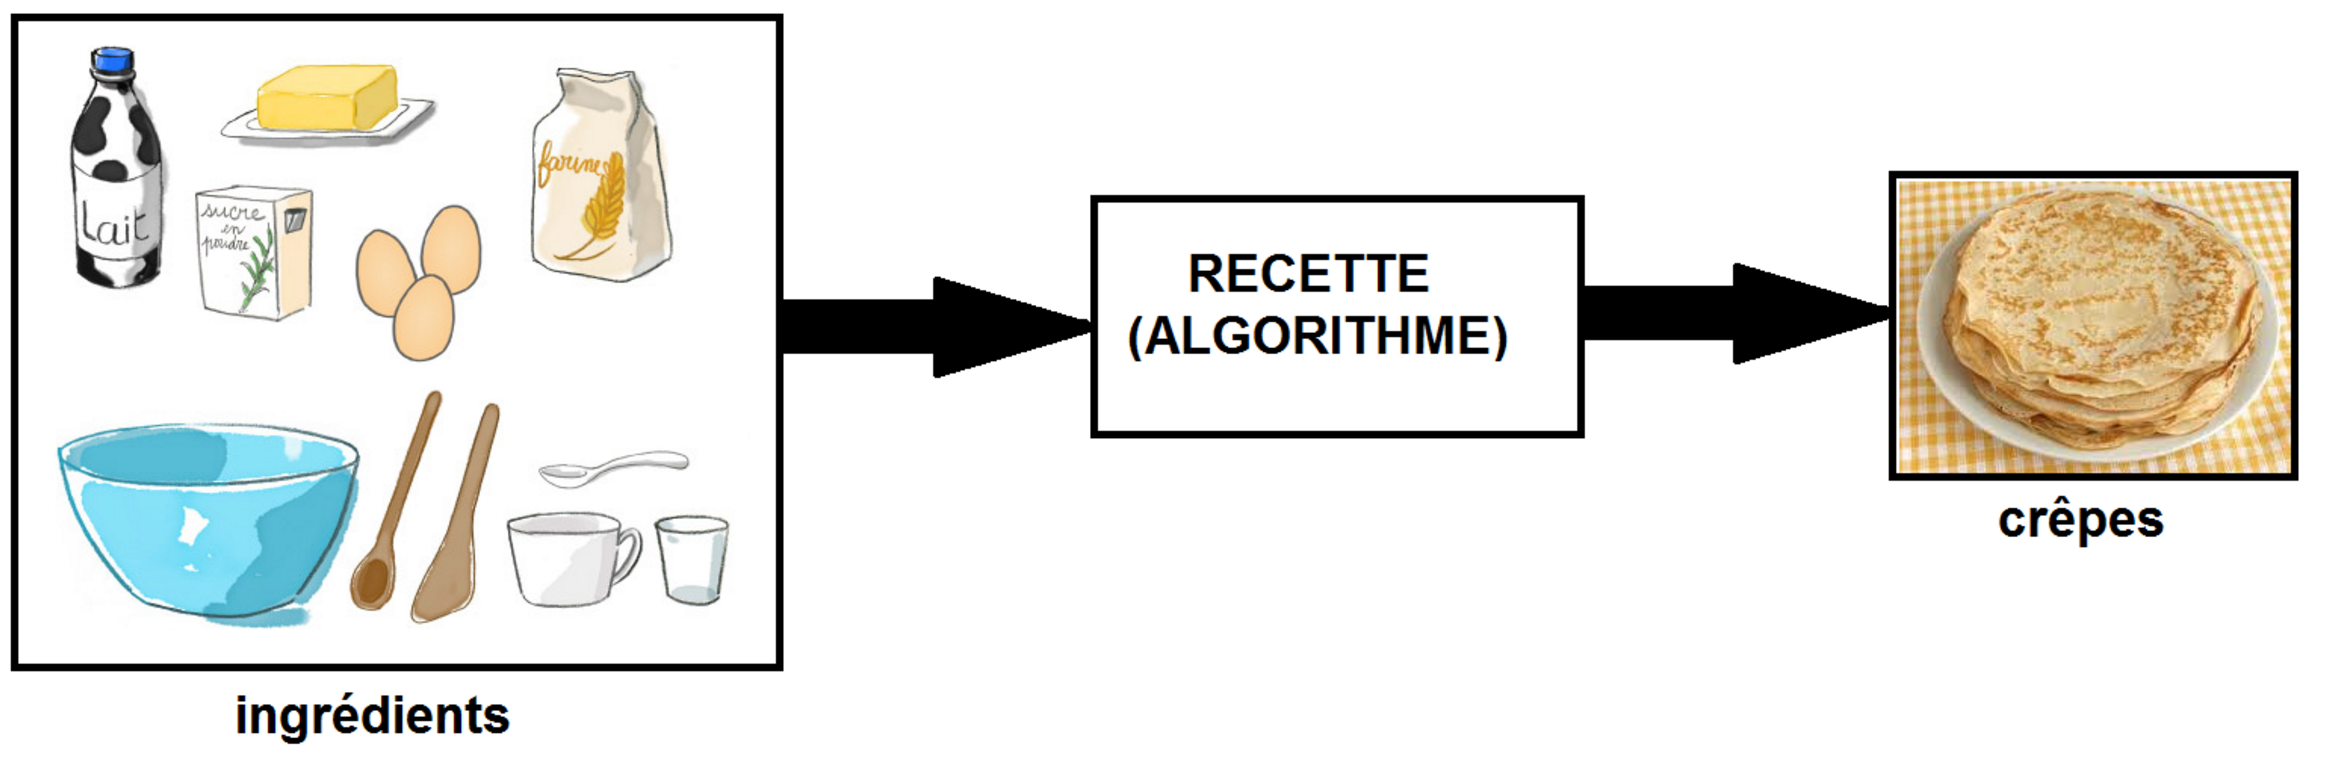 Lait
sucre
en
poudre
farine
ingrédients
RECETTE
(ALGORITHME)
crêpes